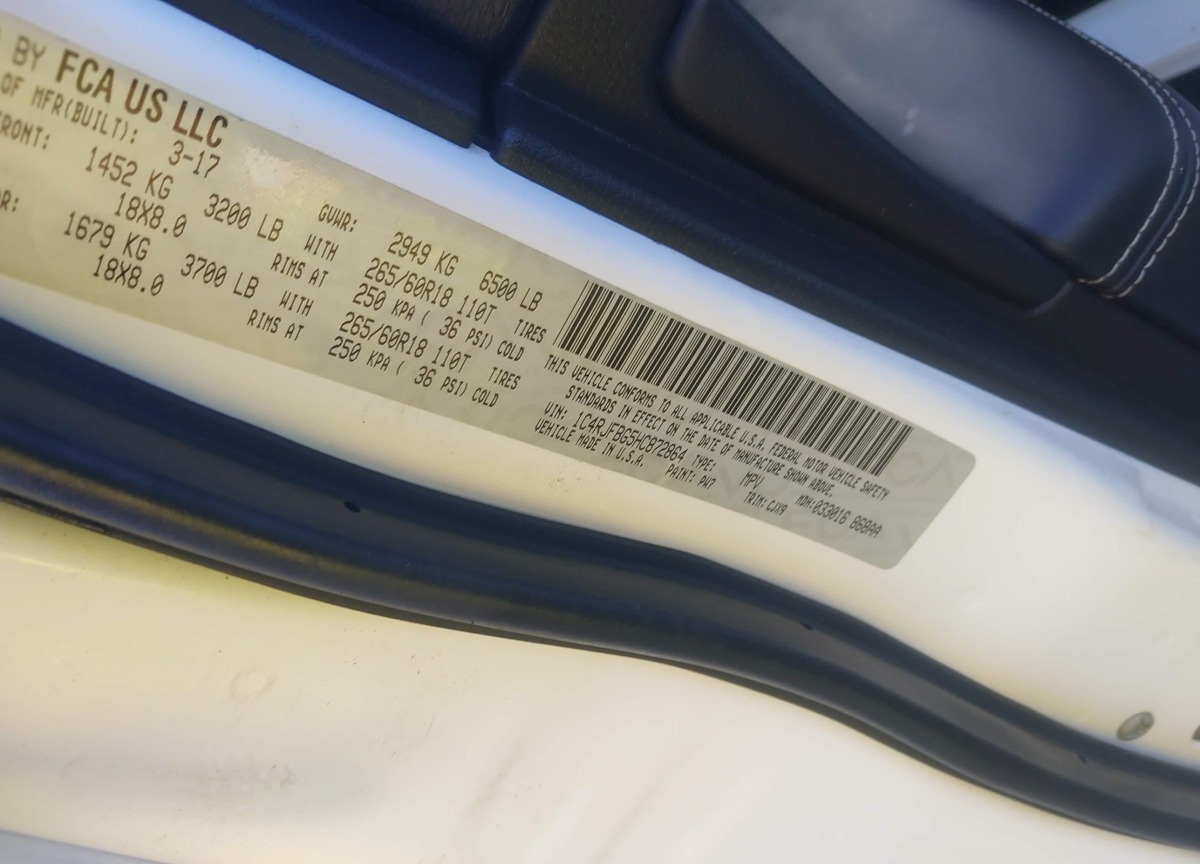 BY FCA US LLC
OF MFR(BUILT): 3-17 GVWR: 2949 KG 6500 LB
FRONT: 1452 KG 3200 LB WITH 265/60R18 110T TIRES
18X8.0 RIMS AT 250 KPA ( 36 PSI) COLD
R: 1679 KG 3700 LB WITH 265/60R18 110T TIRES
18X8.0 RIMS AT 250 KPA ( 36 PSI) COLD
THIS VEHICLE CONFORMS TO ALL APPLICABLE U.S.A. FEDERAL MOTOR VEHICLE SAFETY
STANDARDS IN EFFECT ON THE DATE OF MANUFACTURE SHOWN ABOVE.
VIN: 1C4RJFBG5HC872864 TYPE: MPV MDH:033016 868AA
VEHICLE MADE IN U.S.A. PAINT: PW7 TRIM: CJX9